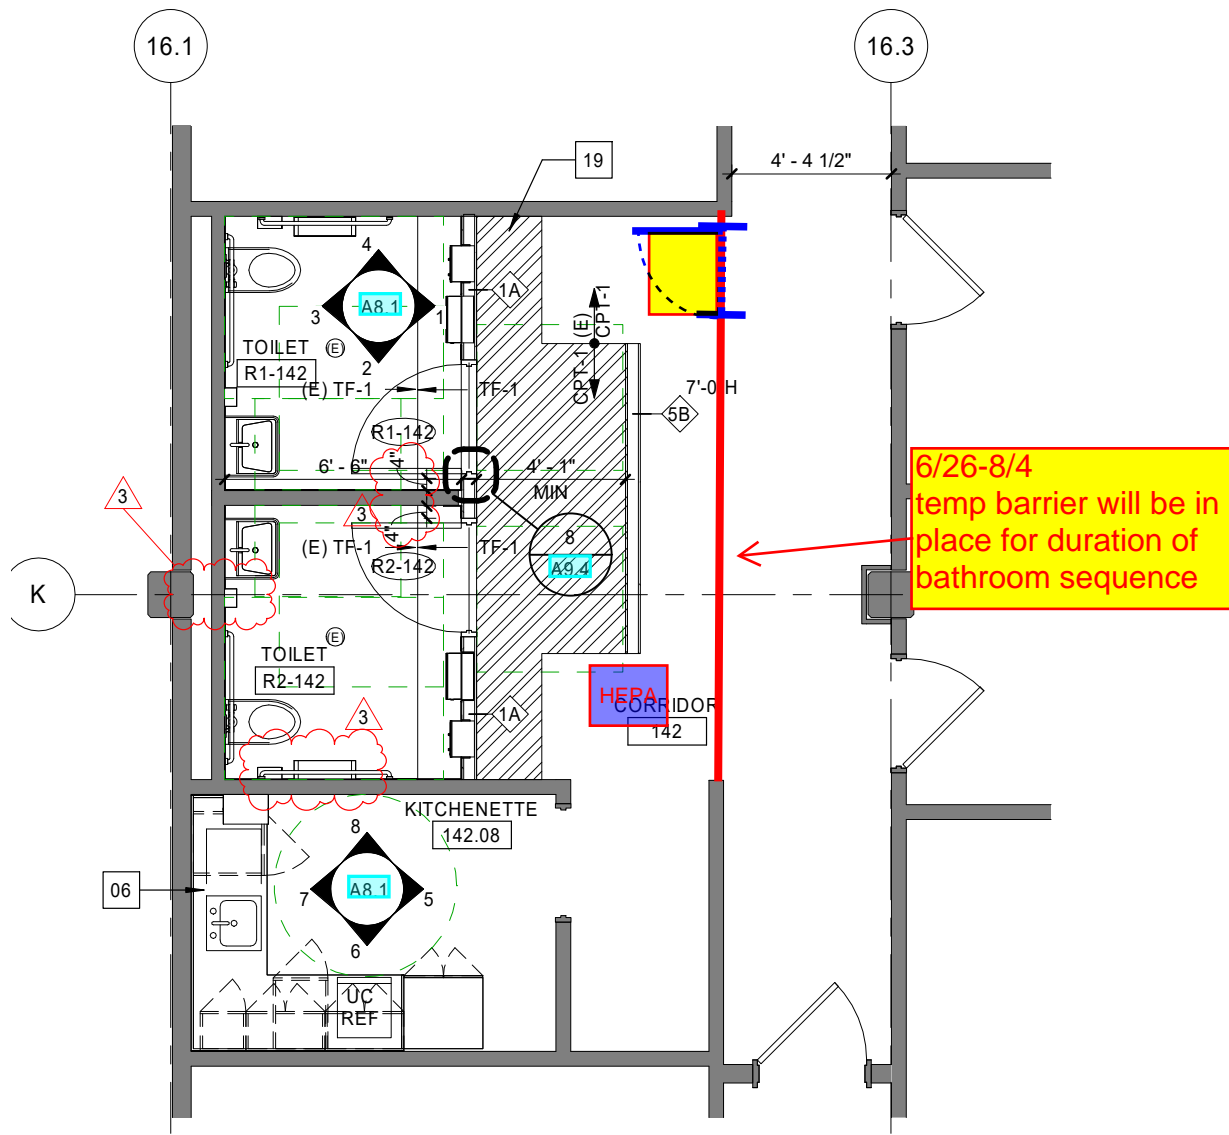 16.1
16.3
19
4' - 4 1/2"
4
1A
A8.1
3
1
2
TOILET
E
R1-142
(E) TF-1
TF-1
CPT-1
(E)
CPT-1
7'-0"H
5B
R1-142
6' - 6"
4"
4' - 1"
MIN
3
3
6/26-8/4
temp barrier will be in
place for duration of
bathroom sequence
8
A9.4
4"
(E) TF-1
TF-1
R2-142
K
E
TOILET
R2-142
HEPA
CORRIDOR
142
3
1A
KITCHENETTE
142.08
8
06
A8.1
7
5
6
UC
REF